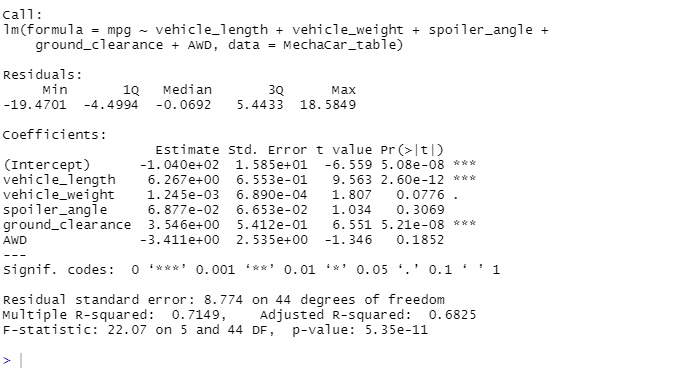 Call:
lm(formula = mpg ~ vehicle_length + vehicle_weight + spoiler_angle +
    ground_clearance + AWD, data = MechaCar_table)

Residuals:
     Min       1Q   Median       3Q      Max
-19.4701  -4.4994  -0.0692   5.4433  18.5849

Coefficients:
                   Estimate Std. Error t value Pr(>|t|)
(Intercept)      -1.040e+02  1.585e+01  -6.559 5.08e-08 ***
vehicle_length    6.267e+00  6.553e-01   9.563 2.60e-12 ***
vehicle_weight    1.245e-03  6.890e-04   1.807   0.0776 .
spoiler_angle     6.877e-02  6.653e-02   1.034   0.3069
ground_clearance  3.546e+00  5.412e-01   6.551 5.21e-08 ***
AWD              -3.411e+00  2.535e+00  -1.346   0.1852
---
Signif. codes:  0 ‘***’ 0.001 ‘**’ 0.01 ‘*’ 0.05 ‘.’ 0.1 ‘ ’ 1

Residual standard error: 8.774 on 44 degrees of freedom
Multiple R-squared:  0.7149,	Adjusted R-squared:  0.6825
F-statistic: 22.07 on 5 and 44 DF,  p-value: 5.35e-11

>